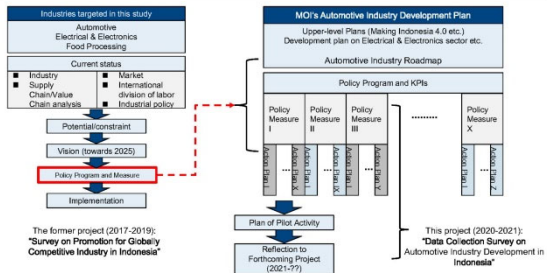 Industries targeted in this study
Automotive
Electrical & Electronics
Food Processing
Current status
Industry
Supply
Chain/Value
Chain analysis
Market
International
division of labor
Industrial policy
Potential/constraint
Vision (towards 2025)
Policy Program and Measure
Implementation
The former project (2017-2019):
"Survey on Promotion for Globally
Competitive Industry in Indonesia"
MOI's Automotive Industry Development Plan
Upper-level Plans (Making Indonesia 4.0 etc.)
Development plan on Electrical & Electronics sector etc.
Automotive Industry Roadmap
Policy Program and KPIs
Policy
Measure
I
Policy
Measure
II
Policy
Measure
III
.........
Policy
Measure
X
Action Plan I
...
Action Plan IX
Action Plan I
...
Action Plan
Action Plan
...
Action Plan Y
...
Action Plan Z
Plan of Pilot Activity
Reflection to
Forthcoming Project
(2021-??)
This project (2020-2021):
"Data Collection Survey on
Automotive Industry Development in
Indonesia"